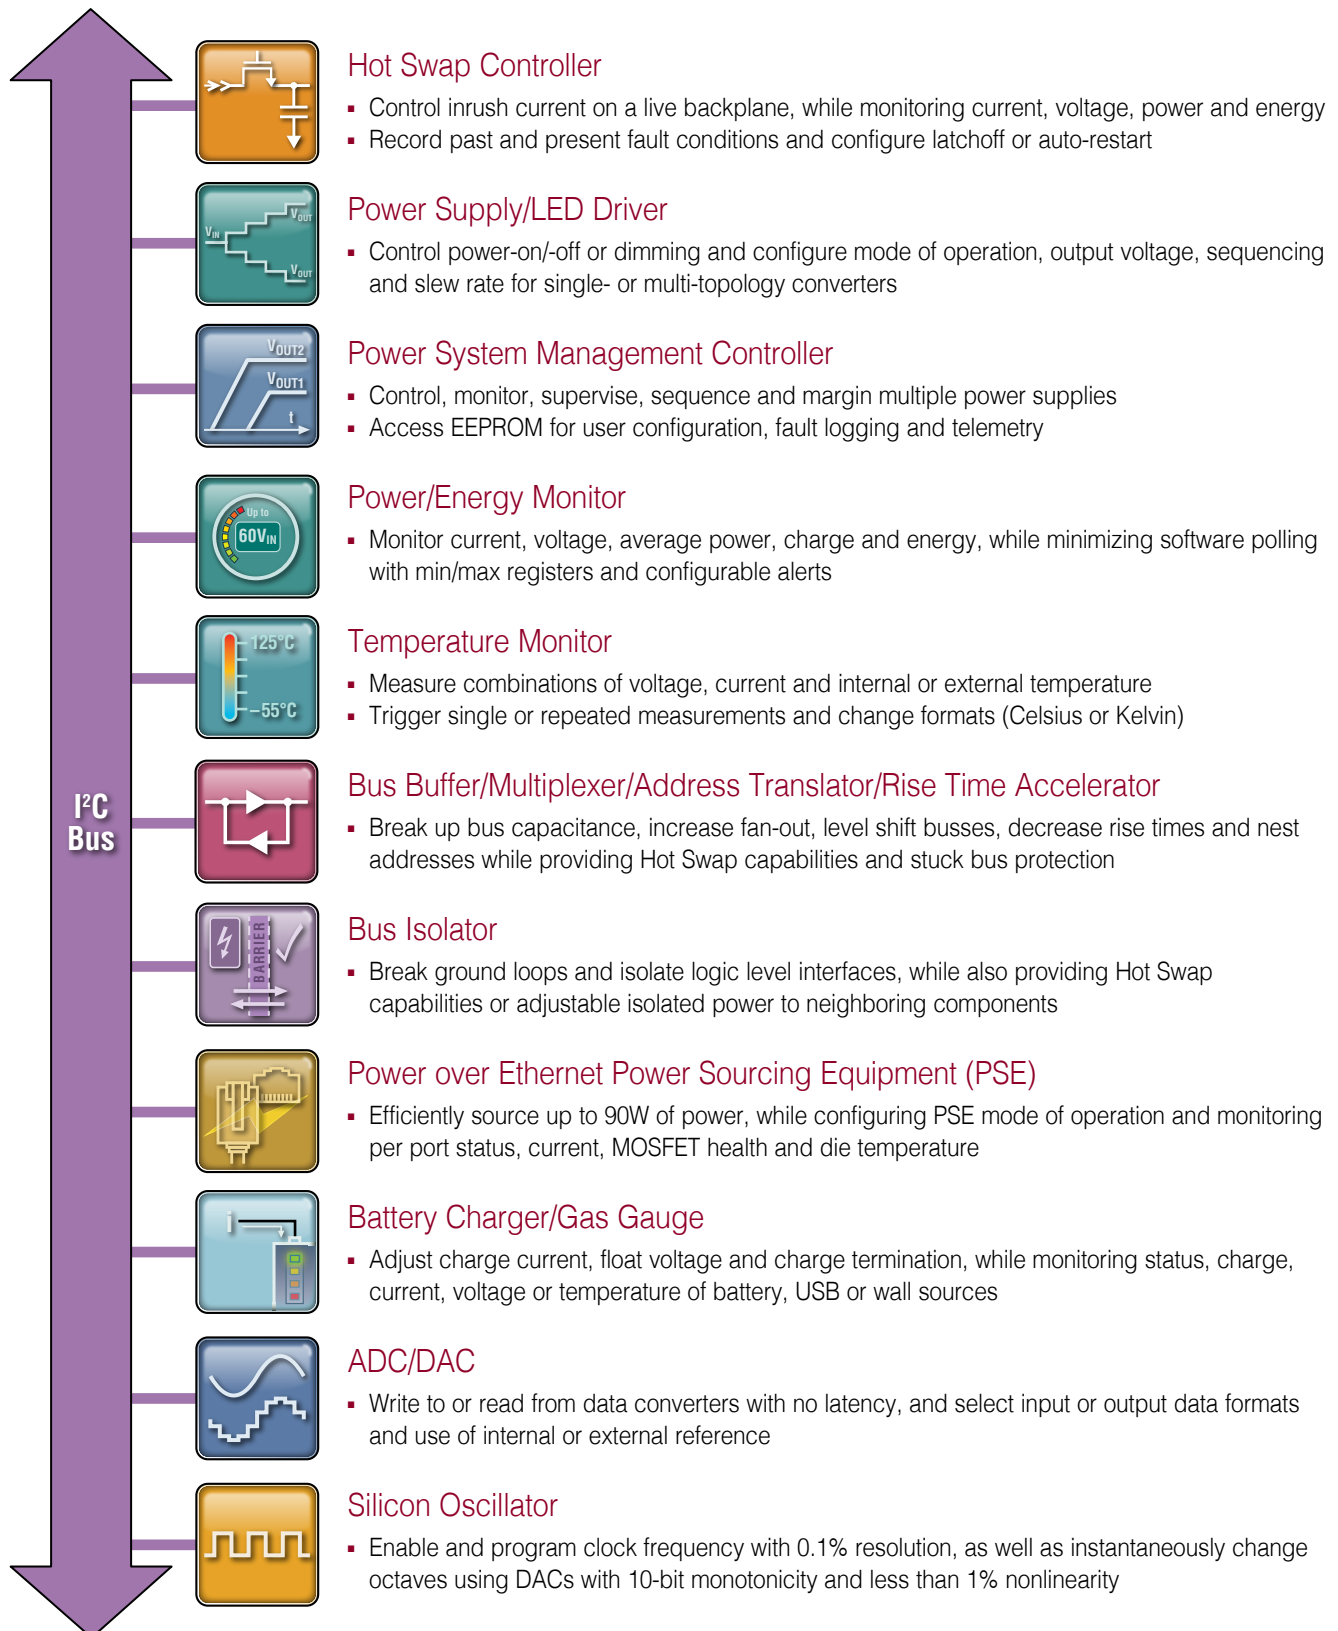 Hot Swap Controller
▪ Control inrush current on a live backplane, while monitoring current, voltage, power and energy
▪ Record past and present fault conditions and configure latchoff or auto-restart
VIN
VOUT
VOUT
Power Supply/LED Driver
▪ Control power-on/-off or dimming and configure mode of operation, output voltage, sequencing
and slew rate for single- or multi-topology converters
VOUT2
VOUT1
t
Power System Management Controller
▪ Control, monitor, supervise, sequence and margin multiple power supplies
▪ Access EEPROM for user configuration, fault logging and telemetry
Up to
60VIN
Power/Energy Monitor
▪ Monitor current, voltage, average power, charge and energy, while minimizing software polling
with min/max registers and configurable alerts
125°C
–55°C
Temperature Monitor
▪ Measure combinations of voltage, current and internal or external temperature
▪ Trigger single or repeated measurements and change formats (Celsius or Kelvin)
I²C
Bus
Bus Buffer/Multiplexer/Address Translator/Rise Time Accelerator
▪ Break up bus capacitance, increase fan-out, level shift busses, decrease rise times and nest
addresses while providing Hot Swap capabilities and stuck bus protection
BARRIER
Bus Isolator
▪ Break ground loops and isolate logic level interfaces, while also providing Hot Swap
capabilities or adjustable isolated power to neighboring components
Power over Ethernet Power Sourcing Equipment (PSE)
▪ Efficiently source up to 90W of power, while configuring PSE mode of operation and monitoring
per port status, current, MOSFET health and die temperature
i
Battery Charger/Gas Gauge
▪ Adjust charge current, float voltage and charge termination, while monitoring status, charge,
current, voltage or temperature of battery, USB or wall sources
ADC/DAC
▪ Write to or read from data converters with no latency, and select input or output data formats
and use of internal or external reference
Silicon Oscillator
▪ Enable and program clock frequency with 0.1% resolution, as well as instantaneously change
octaves using DACs with 10-bit monotonicity and less than 1% nonlinearity